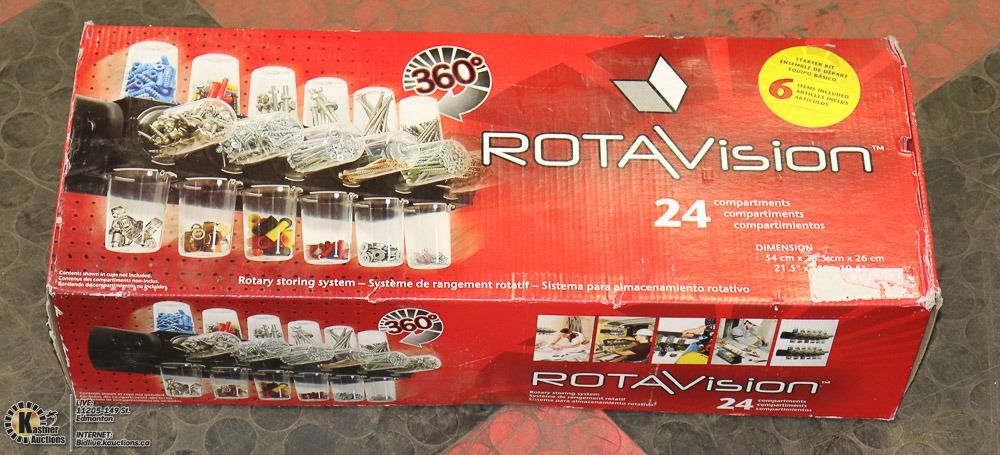 360°
STARTER KIT
ENSEMBLE DE DÉPART
EQUIPO BÁSICO
6 ITEMS INCLUDED
ARTICLES INCLUS
ARTÍCULOS
ROTAVISION™
24 compartments
compartiments
compartimientos
DIMENSION
54 cm x cm x 26 cm
21.5"
Contents shown in cups not included.
Contenus des compartiments non-inclus.
Rotary storing system – Système de rangement rotatif – Sistema para almacenamiento rotativo
360°
ROTAVISION™
Rotary storing system
Système de rangement rotatif
Sistema para almacenamiento rotativo
24 compartments
compartiments
compartimientos
Kastner
Auctions
LIVE:
11205-149 St.
Edmonton
INTERNET:
Bidlive.kauctions.ca